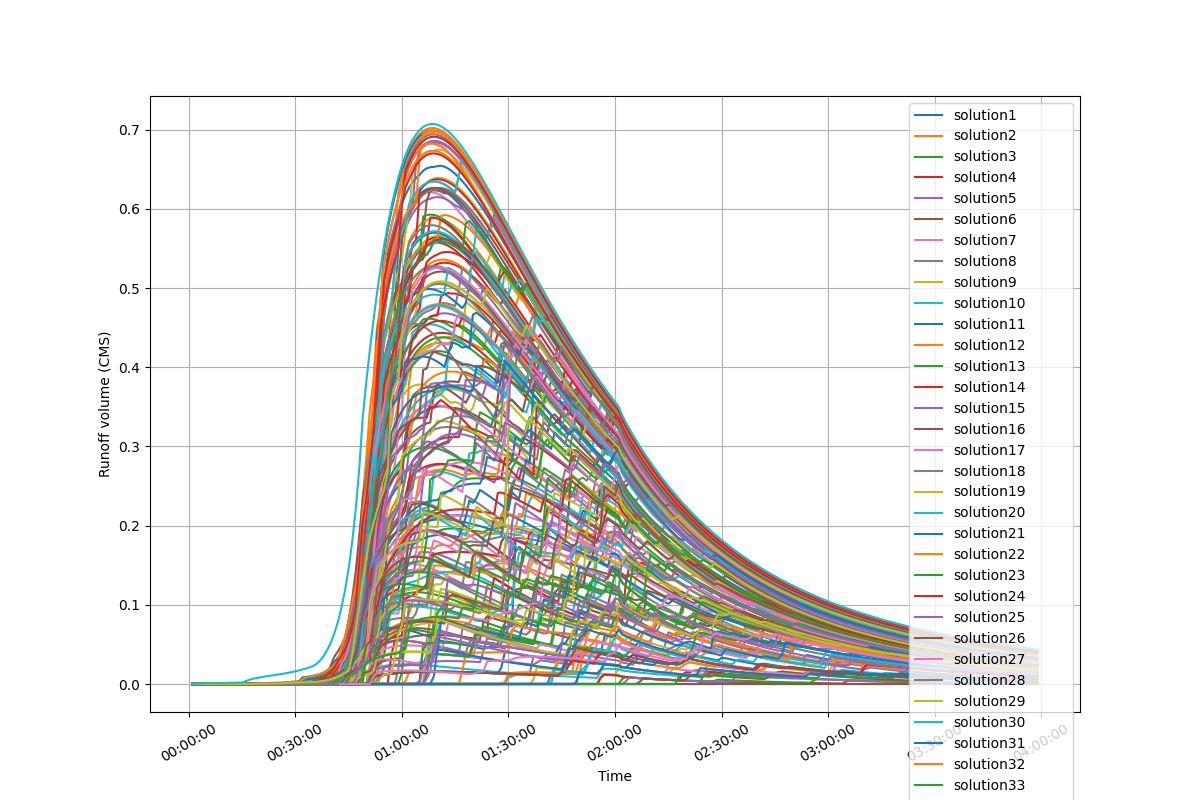 0.7
0.6
0.5
0.4
0.3
0.2
0.1
0.0
Runoff volume (CMS)
00:00:00
00:30:00
01:00:00
01:30:00
02:00:00
02:30:00
03:00:00
03:30:00
04:00:00
Time
solution1
solution2
solution3
solution4
solution5
solution6
solution7
solution8
solution9
solution10
solution11
solution12
solution13
solution14
solution15
solution16
solution17
solution18
solution19
solution20
solution21
solution22
solution23
solution24
solution25
solution26
solution27
solution28
solution29
solution30
solution31
solution32
solution33